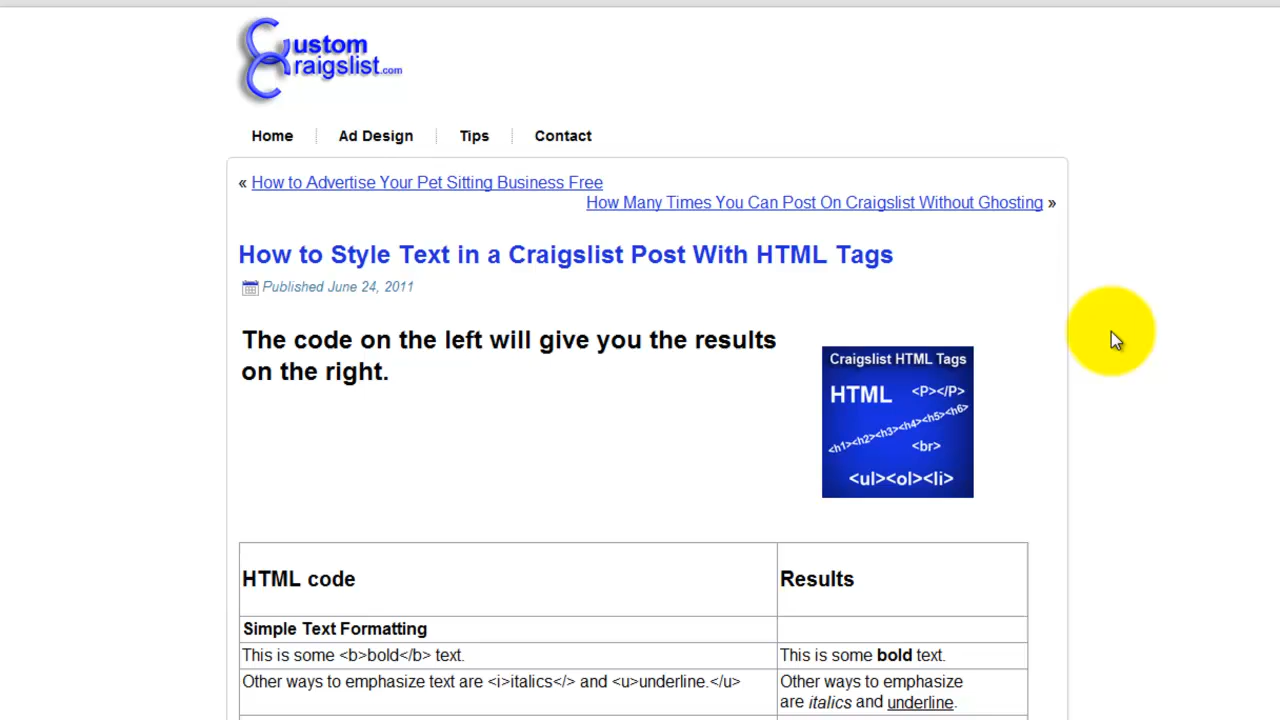 Custom
Craigslist.com
Home
Ad Design
Tips
Contact
« How to Advertise Your Pet Sitting Business Free
How Many Times You Can Post On Craigslist Without Ghosting »
How to Style Text in a Craigslist Post With HTML Tags
Published June 24, 2011
The code on the left will give you the results
on the right.
Craigslist HTML Tags
HTML <P></P>
<h1><h2><h3><h4><h5><h6>
<br>
<ul><ol><li>
HTML code
Results
Simple Text Formatting
This is some <b>bold</b> text.
This is some bold text.
Other ways to emphasize text are <i>italics</> and <u>underline.</u>
Other ways to emphasize
are italics and underline.